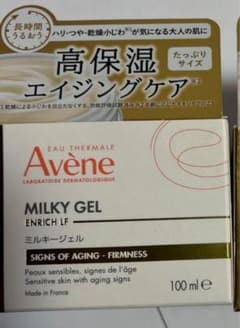 長時間
うるおう
ハリ・つや・乾燥小じわ※1が気になる大人の肌に
高保湿
たっぷり
サイズ
エイジングケア※2
EAU THERMALE
Avène
LABORATOIRE DERMATOLOGIQUE
MILKY GEL
ENRICH LF
ミルキージェル
SIGNS OF AGING - FIRMNESS
Peaux sensibles, signes de l'âge
Sensitive skin with aging signs
Made in France
100 ml e